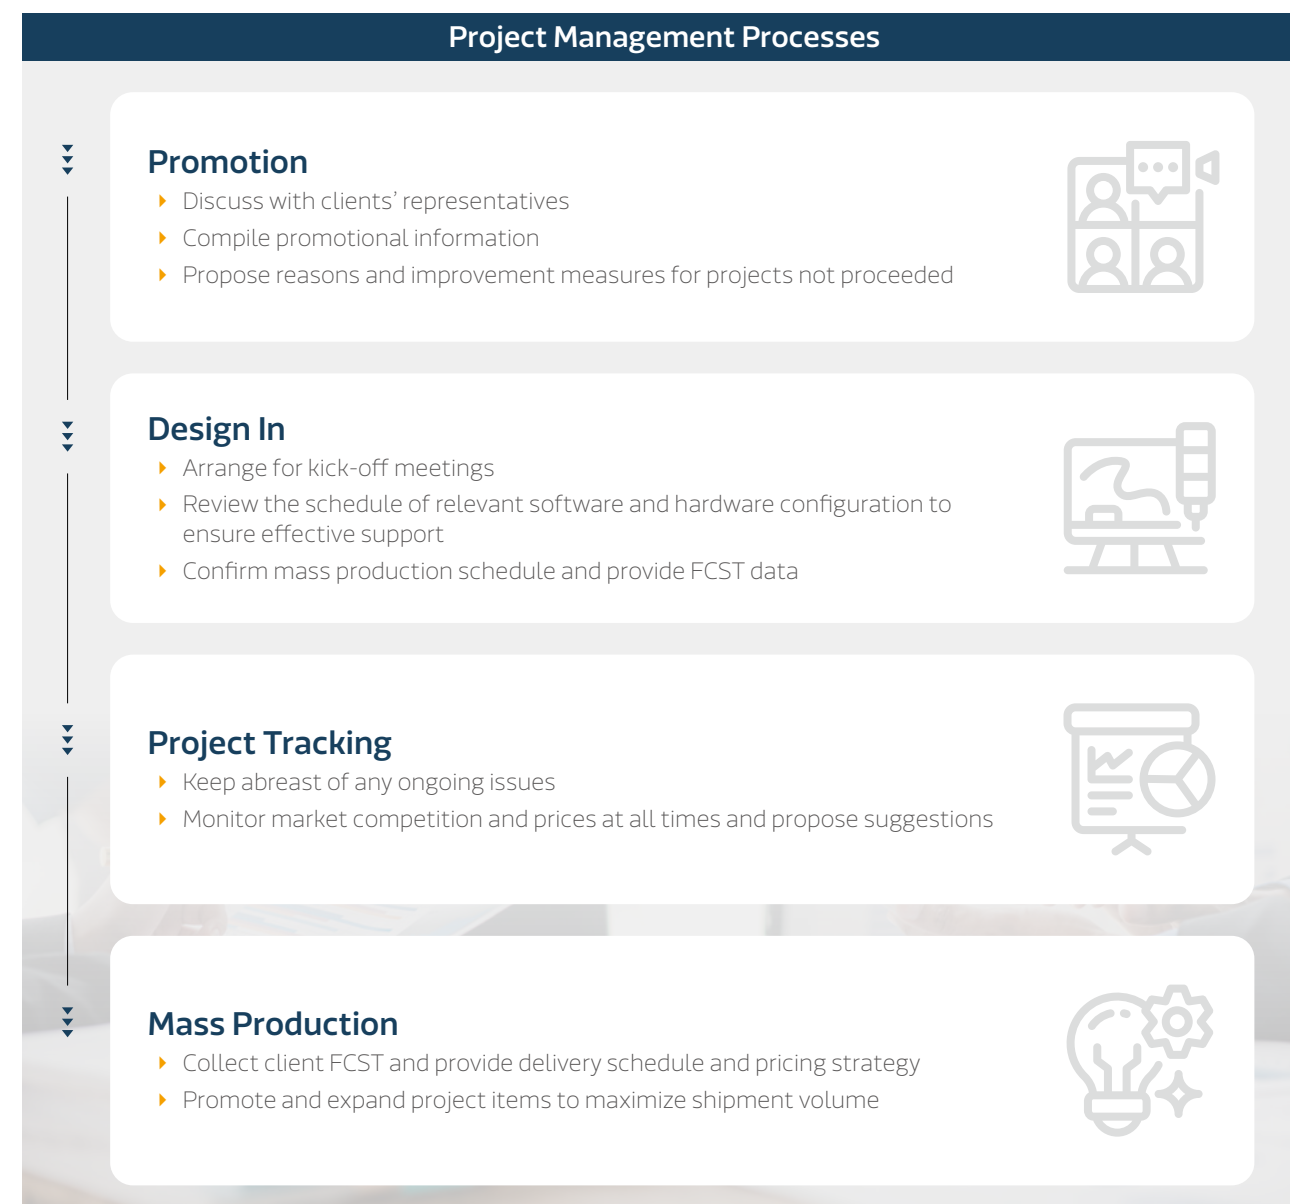 Project Management Processes
Promotion
Discuss with clients’ representatives
Compile promotional information
Propose reasons and improvement measures for projects not proceeded
Design In
Arrange for kick-off meetings
Review the schedule of relevant software and hardware configuration to
ensure effective support
Confirm mass production schedule and provide FCST data
Project Tracking
Keep abreast of any ongoing issues
Monitor market competition and prices at all times and propose suggestions
Mass Production
Collect client FCST and provide delivery schedule and pricing strategy
Promote and expand project items to maximize shipment volume